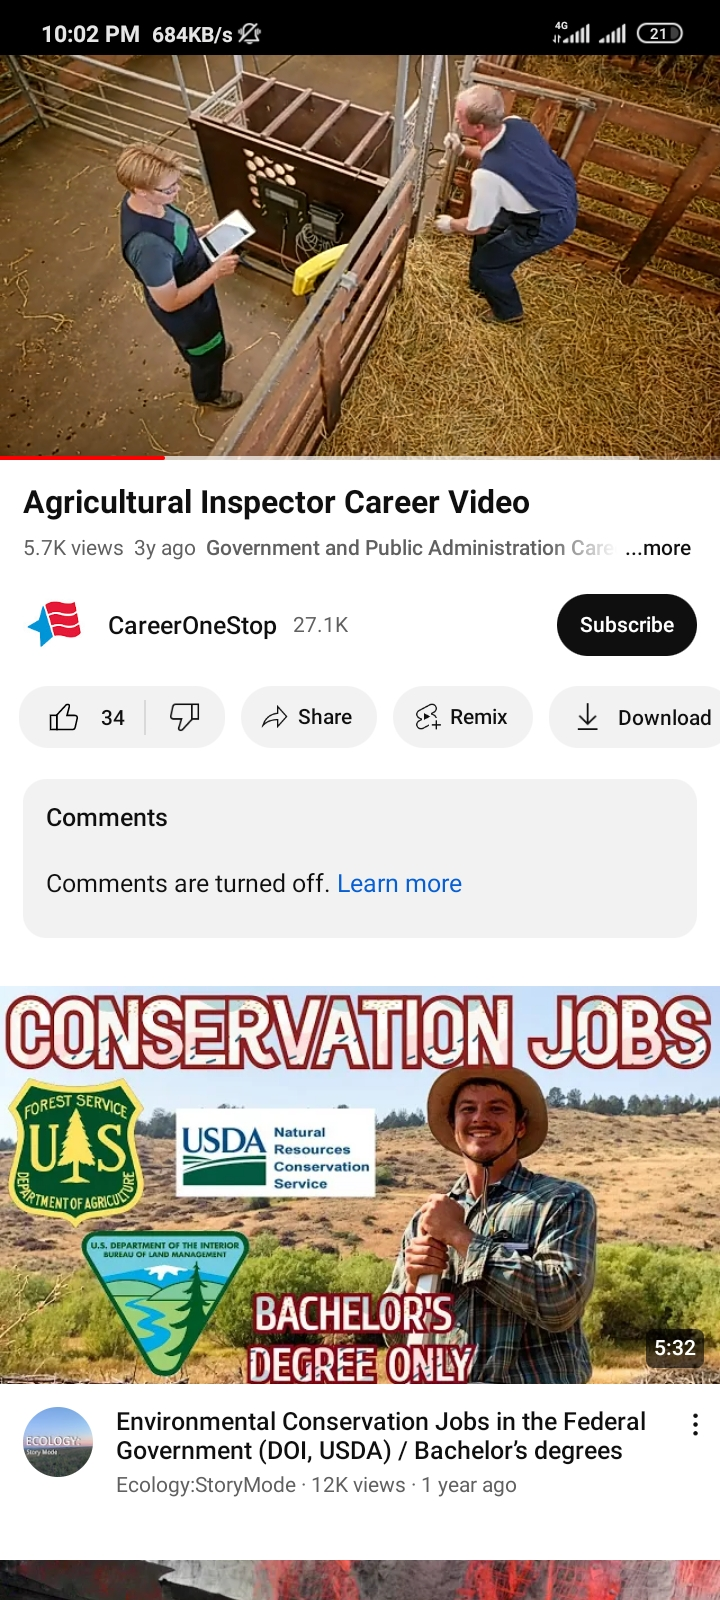 10:02 PM 684KB/s 4G 21
Agricultural Inspector Career Video
5.7K views 3y ago Government and Public Administration Care ...more
CareerOneStop 27.1K Subscribe
34 Share Remix Download
Comments
Comments are turned off. Learn more
CONSERVATION JOBS
FOREST SERVICE
U S
DEPARTMENT OF AGRICULTURE
USDA Natural
Resources
Conservation
Service
U.S. DEPARTMENT OF THE INTERIOR
BUREAU OF LAND MANAGEMENT
BACHELOR'S
DEGREE ONLY
5:32
ECOLOGY:
Story Mode
Environmental Conservation Jobs in the Federal
Government (DOI, USDA) / Bachelor’s degrees
Ecology:StoryMode · 12K views · 1 year ago